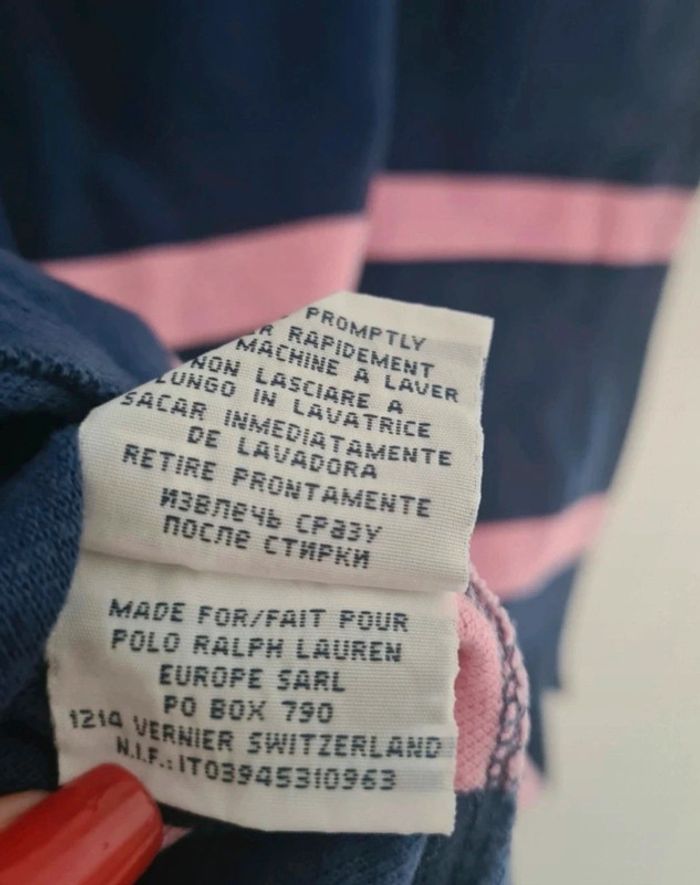 PROMPTLY
RAPIDEMENT
MACHINE A LAVER
NON LASCIARE A
LUNGO IN LAVATRICE
SACAR INMEDIATAMENTE
DE LAVADORA
RETIRE PRONTAMENTE
ИЗВЛЕЧЬ СРАЗУ
ПОСЛЕ СТИРКИ
MADE FOR/FAIT POUR
POLO RALPH LAUREN
EUROPE SARL
PO BOX 790
1214 VERNIER SWITZERLAND
N.I.F.: IT03945310963